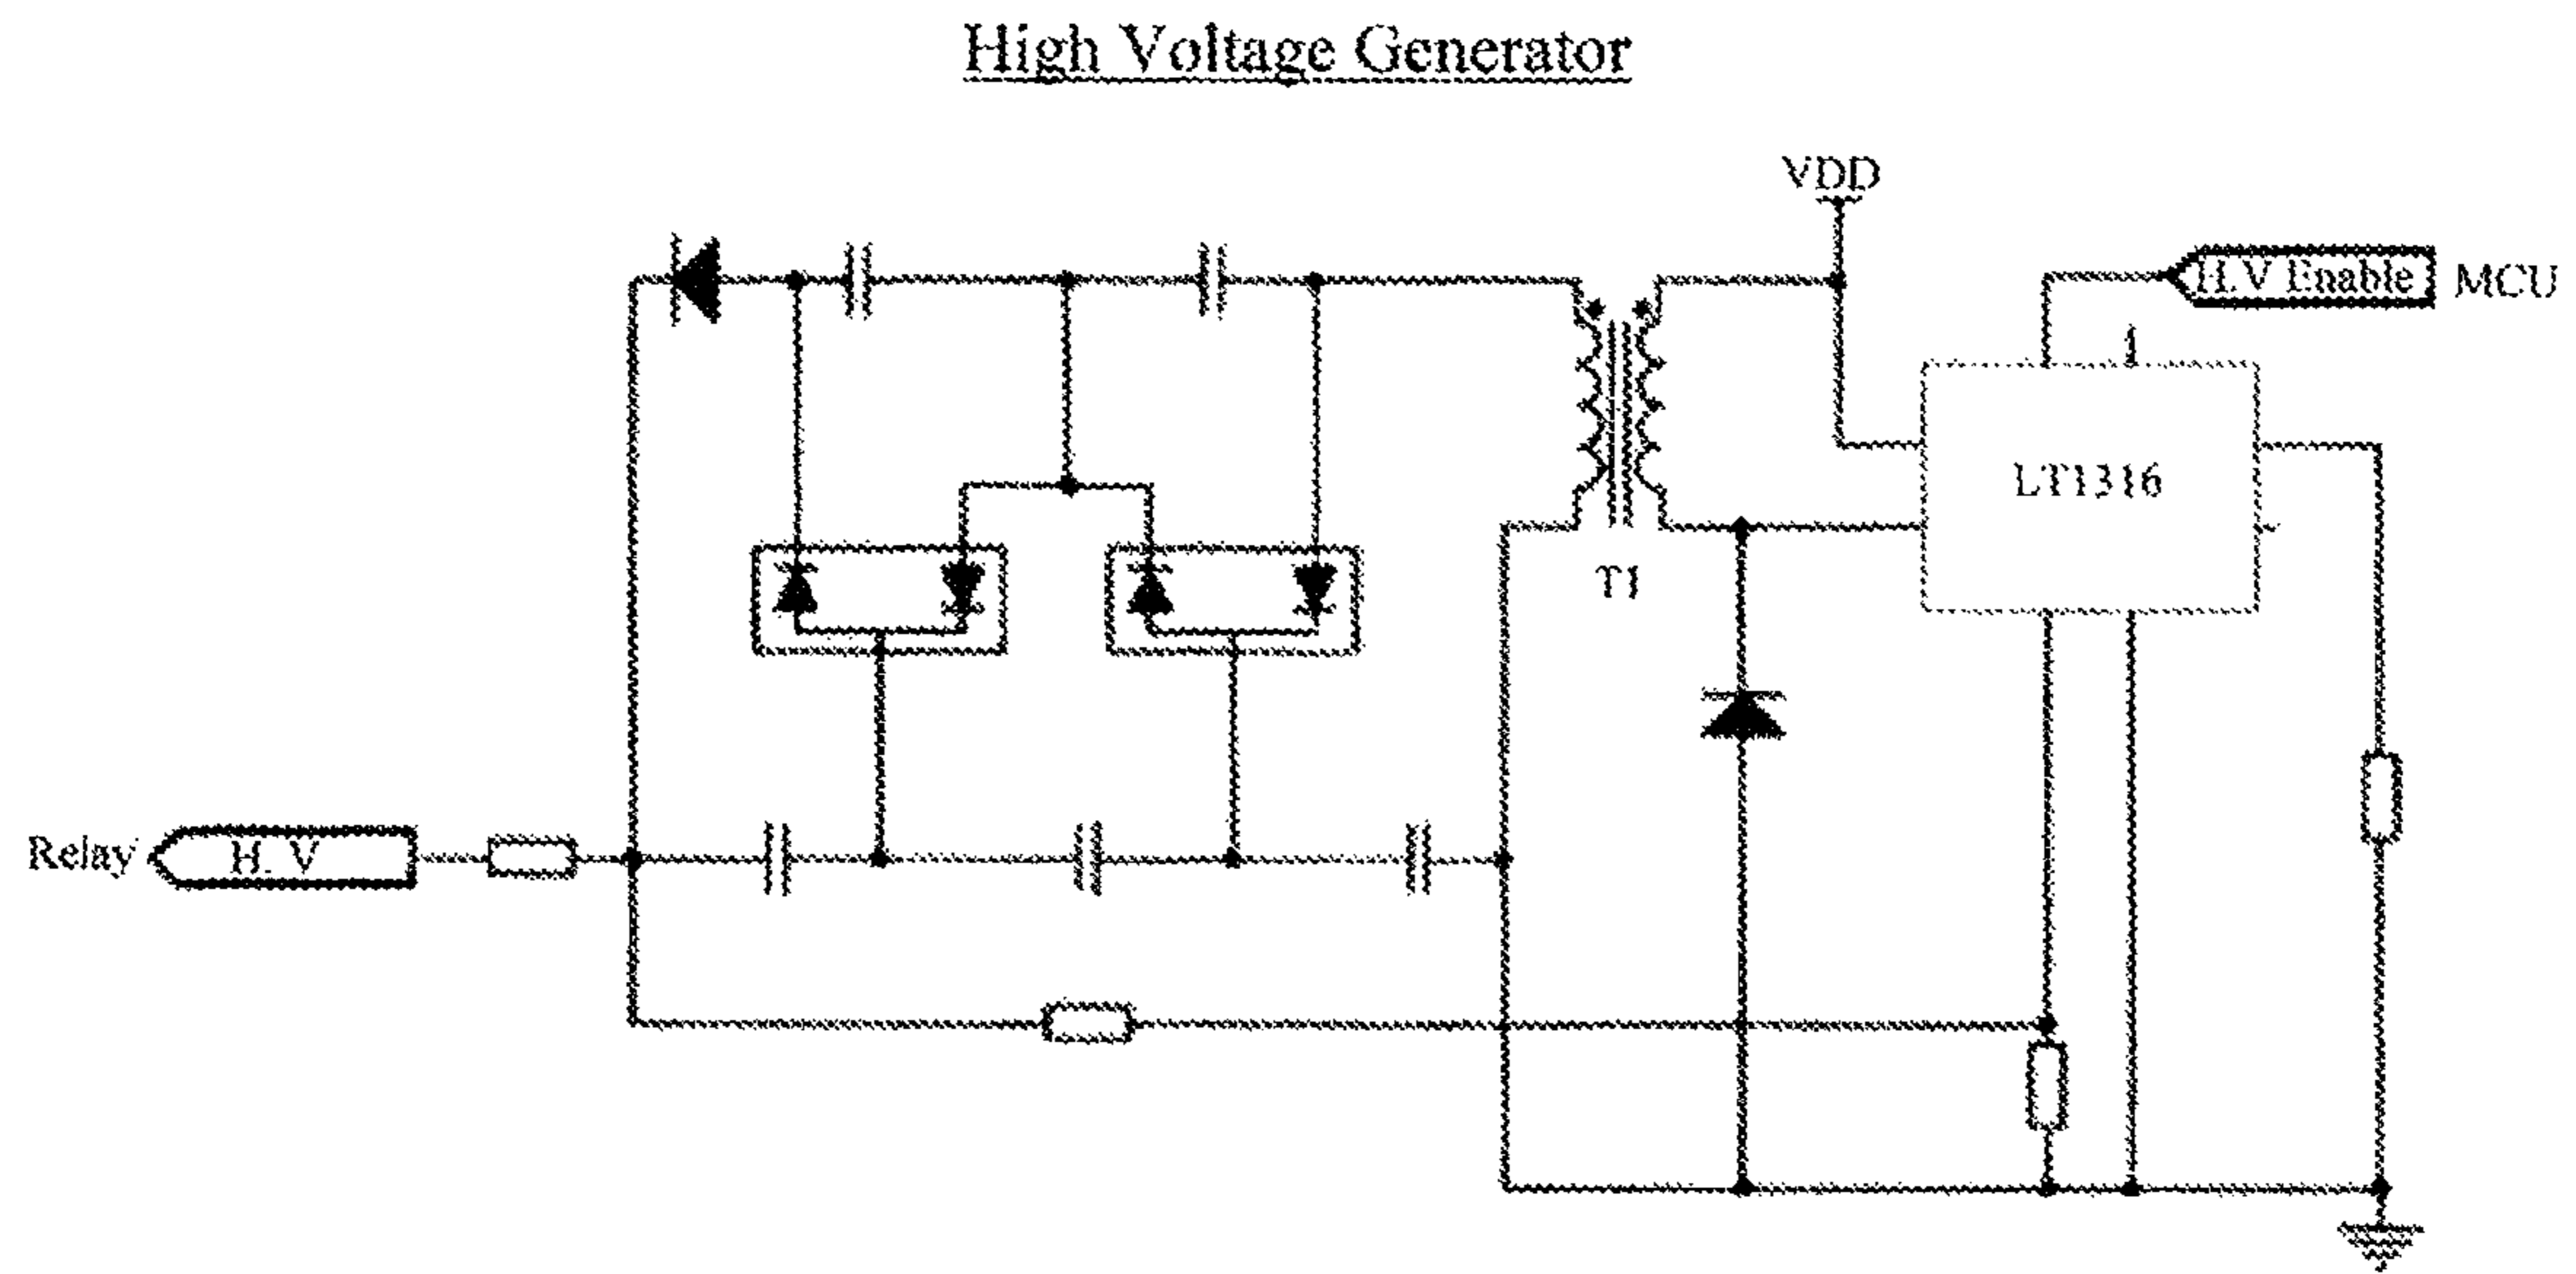 High Voltage Generator
VDD
H.V Enable
MCU
LT1316
T1
Relay
H. V